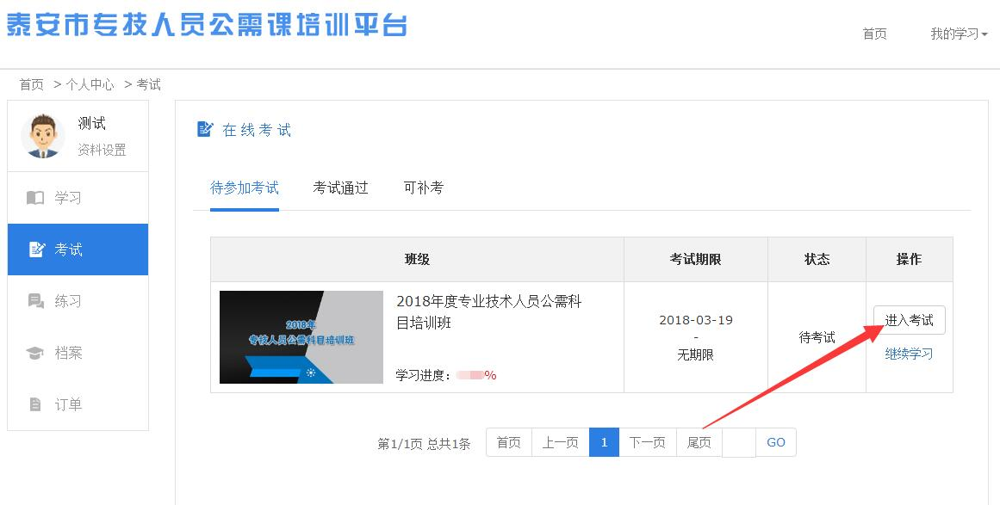 泰安市专技人员公需课培训平台
首页 我的学习
首页 > 个人中心 > 考试
测试
资料设置
学习
考试
练习
档案
订单
在线考试
待参加考试 考试通过 可补考
班级 考试期限 状态 操作
2018年
专技人员公需科目培训班
2018年度专业技术人员公需科
目培训班
学习进度： %
2018-03-19
-
无期限
待考试
进入考试
继续学习
第1/1页 总共1条 首页 上一页 1 下一页 尾页 GO